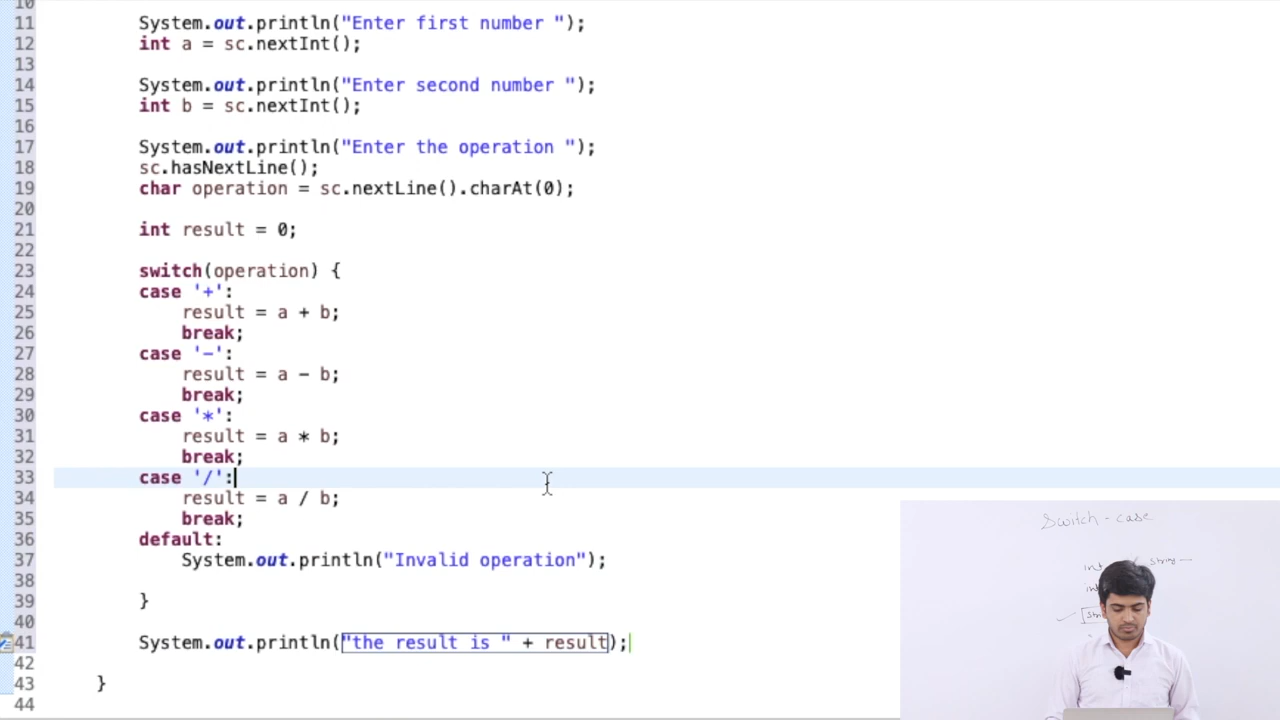 10
11 System.out.println("Enter first number ");
12 int a = sc.nextInt();
13
14 System.out.println("Enter second number ");
15 int b = sc.nextInt();
16
17 System.out.println("Enter the operation ");
18 sc.hasNextLine();
19 char operation = sc.nextLine().charAt(0);
20
21 int result = 0;
22
23 switch(operation) {
24 case '+':
25 result = a + b;
26 break;
27 case '-':
28 result = a - b;
29 break;
30 case '*':
31 result = a * b;
32 break;
33 case '/':
34 result = a / b;
35 break;
36 default:
37 System.out.println("Invalid operation");
38
39 }
40
41 System.out.println("the result is " + result);
42
43 }
44
Switch-case
int String
int